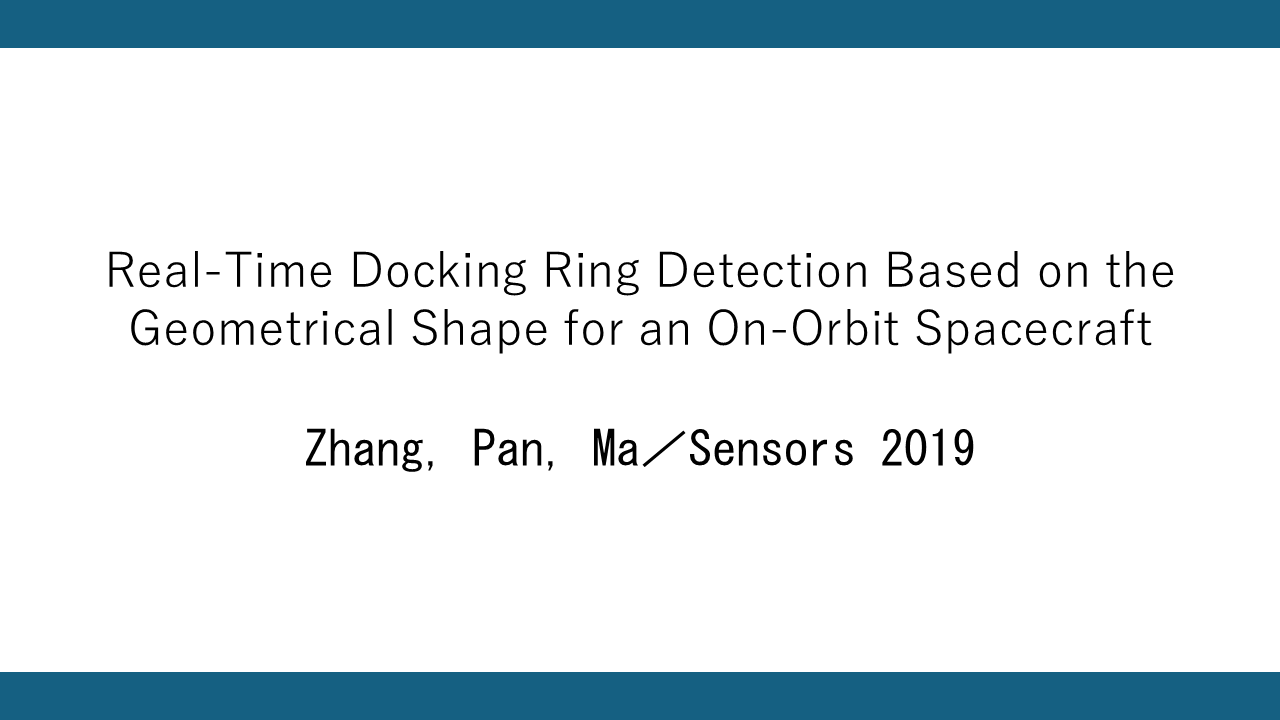 Real-Time Docking Ring Detection Based on the
Geometrical Shape for an On-Orbit Spacecraft
Zhang, Pan, Ma／Sensors 2019